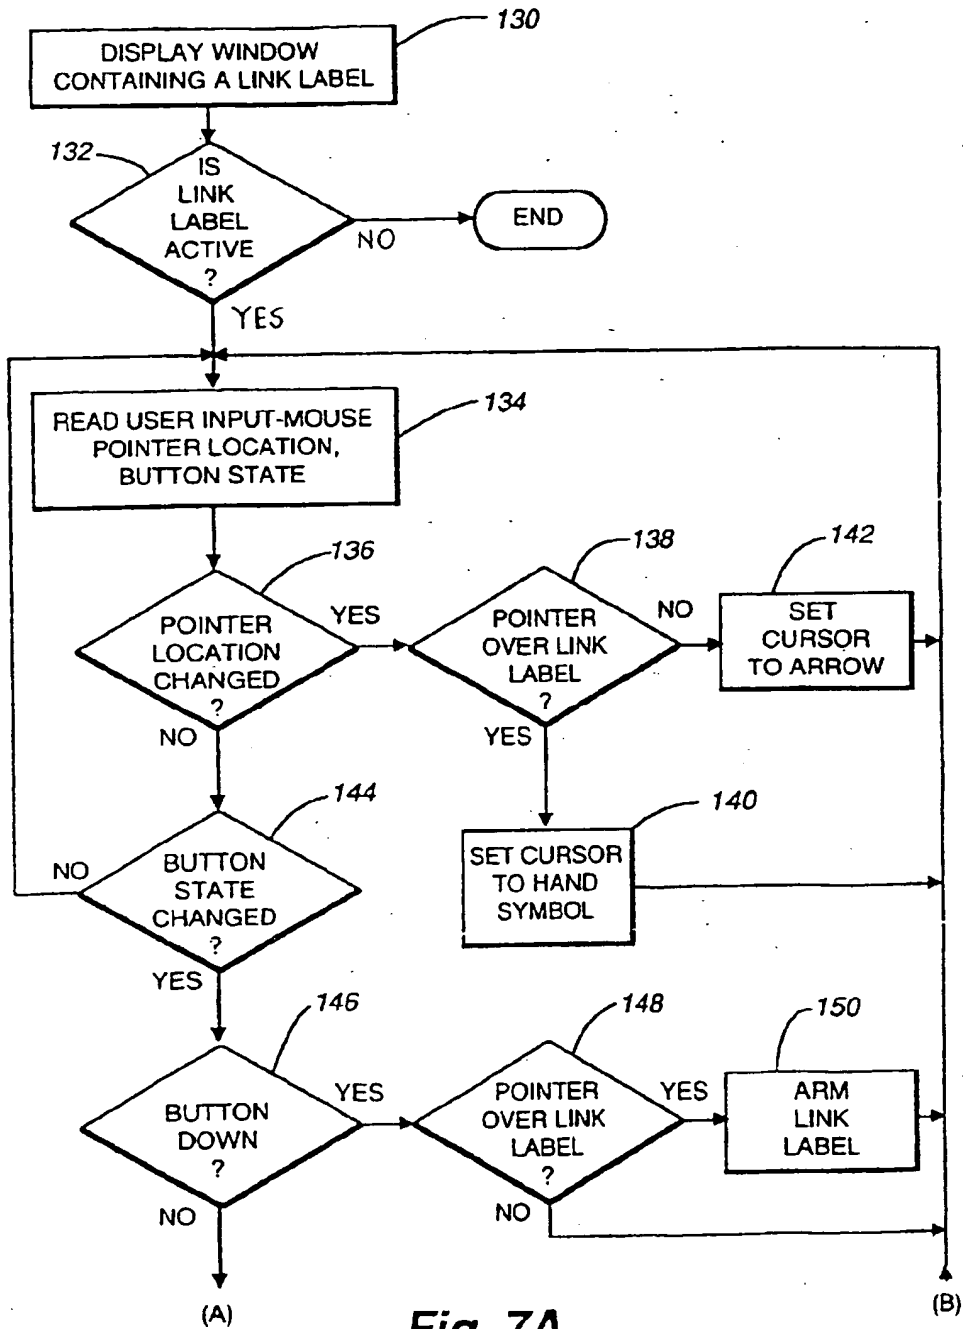 130
DISPLAY WINDOW
CONTAINING A LINK LABEL
132
IS
LINK
LABEL
ACTIVE
?
NO
END
YES
134
READ USER INPUT-MOUSE
POINTER LOCATION,
BUTTON STATE
136
POINTER
LOCATION
CHANGED
?
YES
NO
138
POINTER
OVER LINK
LABEL
?
NO
YES
142
SET
CURSOR
TO ARROW
140
SET CURSOR
TO HAND
SYMBOL
144
BUTTON
STATE
CHANGED
?
NO
YES
146
BUTTON
DOWN
?
YES
NO
148
POINTER
OVER LINK
LABEL
?
YES
NO
150
ARM
LINK
LABEL
(A)
(B)
Fig. 7A